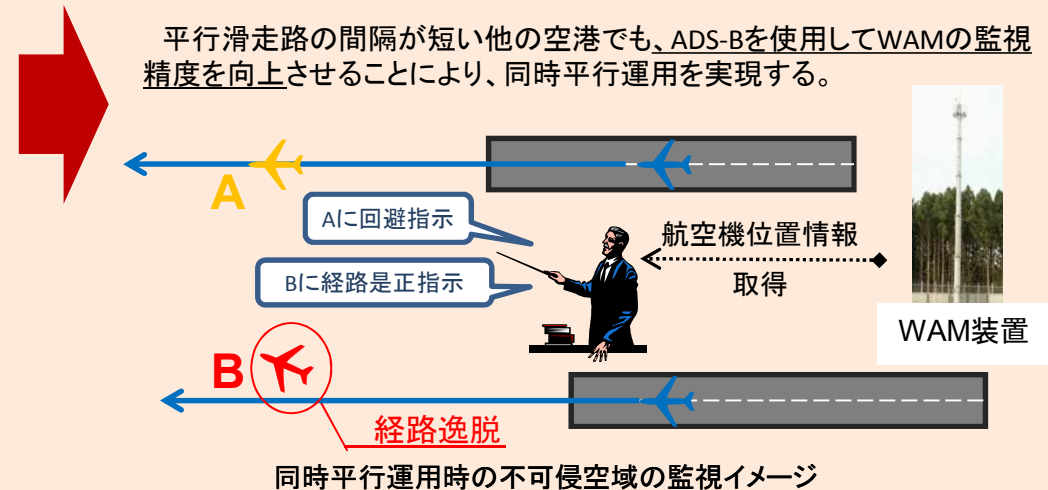 平行滑走路の間隔が短い他の空港でも、ADS-Bを使用してWAMの監視
精度を向上させることにより、同時平行運用を実現する。
A
Aに回避指示
航空機位置情報
Bに経路是正指示
取得
WAM装置
B
経路逸脱
同時平行運用時の不可侵空域の監視イメージ